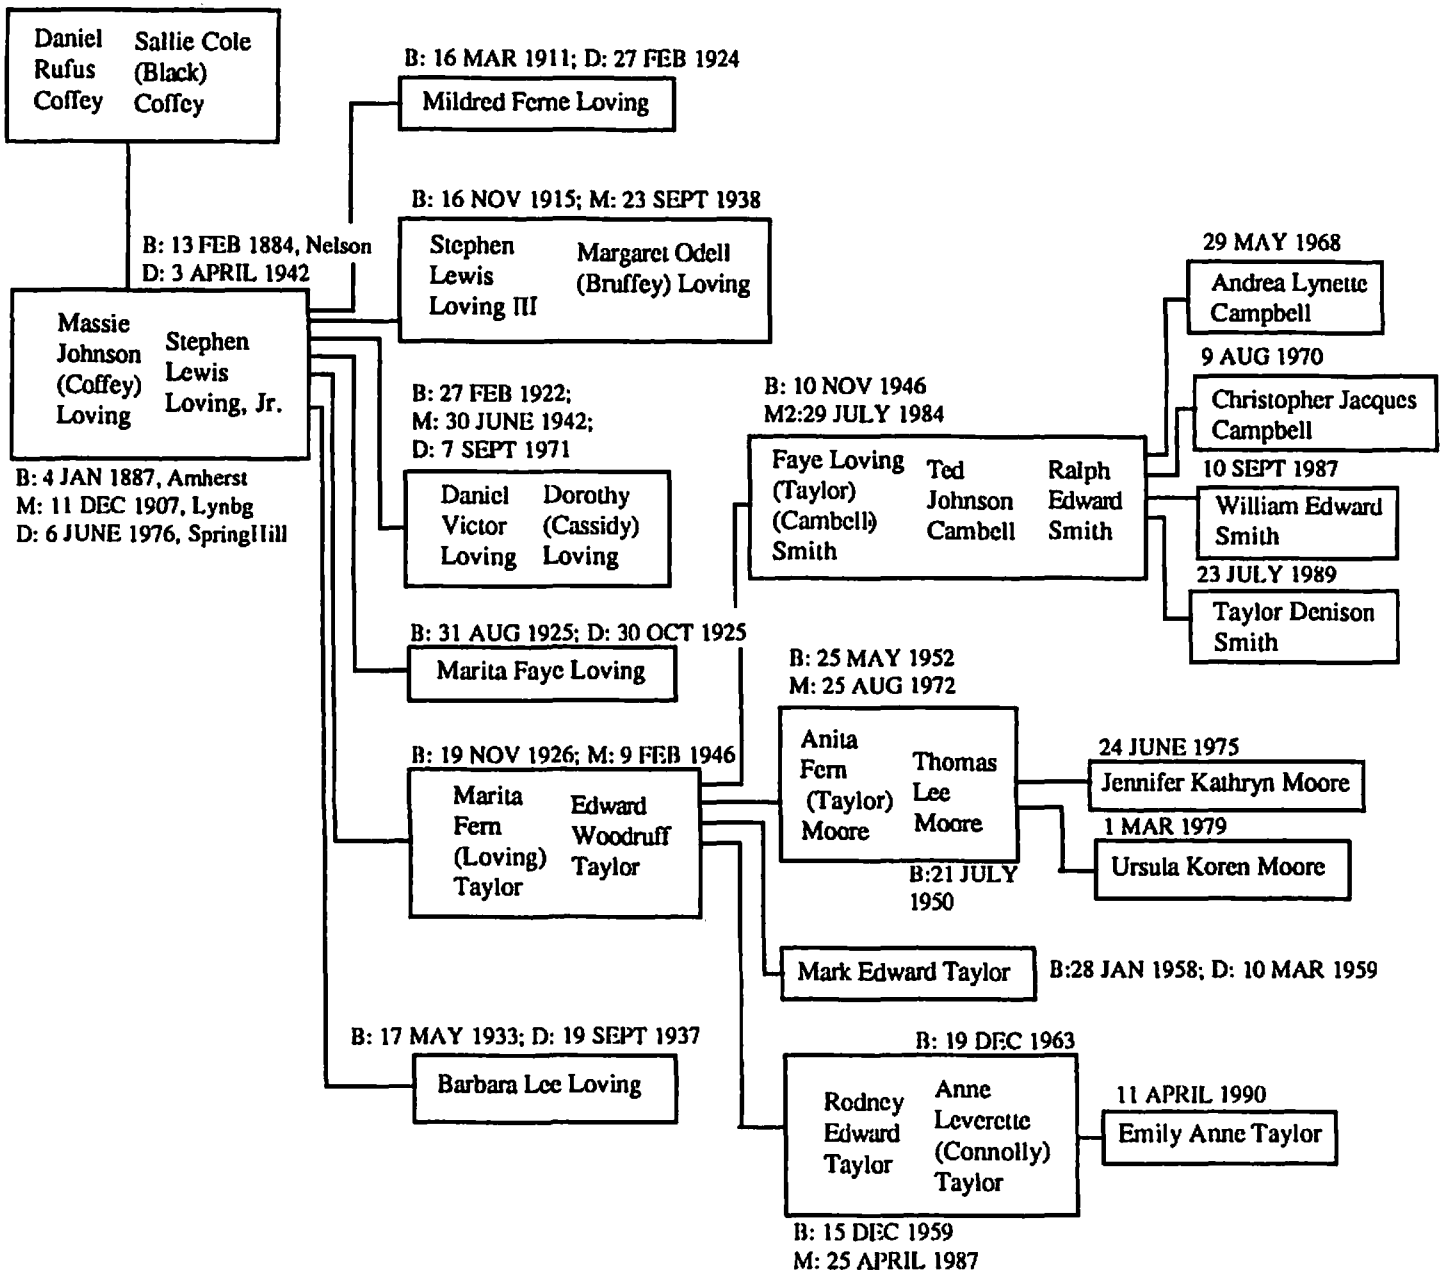 Daniel
Rufus
Coffey
Sallie Cole
(Black)
Coffey
B: 16 MAR 1911; D: 27 FEB 1924
Mildred Ferne Loving
B: 16 NOV 1915; M: 23 SEPT 1938
Stephen
Lewis
Loving III
Margaret Odell
(Bruffey) Loving
B: 13 FEB 1884, Nelson
D: 3 APRIL 1942
Massie
Johnson
(Coffey)
Loving
Stephen
Lewis
Loving, Jr.
B: 4 JAN 1887, Amherst
M: 11 DEC 1907, Lynbg
D: 6 JUNE 1976, SpringHill
B: 27 FEB 1922;
M: 30 JUNE 1942;
D: 7 SEPT 1971
Daniel
Victor
Loving
Dorothy
(Cassidy)
Loving
B: 31 AUG 1925; D: 30 OCT 1925
Marita Faye Loving
B: 19 NOV 1926; M: 9 FEB 1946
Marita
Fern
(Loving)
Taylor
Edward
Woodruff
Taylor
B: 17 MAY 1933; D: 19 SEPT 1937
Barbara Lee Loving
B: 10 NOV 1946
M2:29 JULY 1984
Faye Loving
(Taylor)
(Cambell)
Smith
Ted
Johnson
Cambell
Ralph
Edward
Smith
29 MAY 1968
Andrea Lynette
Campbell
9 AUG 1970
Christopher Jacques
Campbell
10 SEPT 1987
William Edward
Smith
23 JULY 1989
Taylor Denison
Smith
B: 25 MAY 1952
M: 25 AUG 1972
Anita
Fern
(Taylor)
Moore
Thomas
Lee
Moore
B:21 JULY
1950
24 JUNE 1975
Jennifer Kathryn Moore
1 MAR 1979
Ursula Koren Moore
Mark Edward Taylor
B:28 JAN 1958; D: 10 MAR 1959
B: 19 DEC 1963
Rodney
Edward
Taylor
Anne
Leverette
(Connolly)
Taylor
B: 15 DEC 1959
M: 25 APRIL 1987
11 APRIL 1990
Emily Anne Taylor